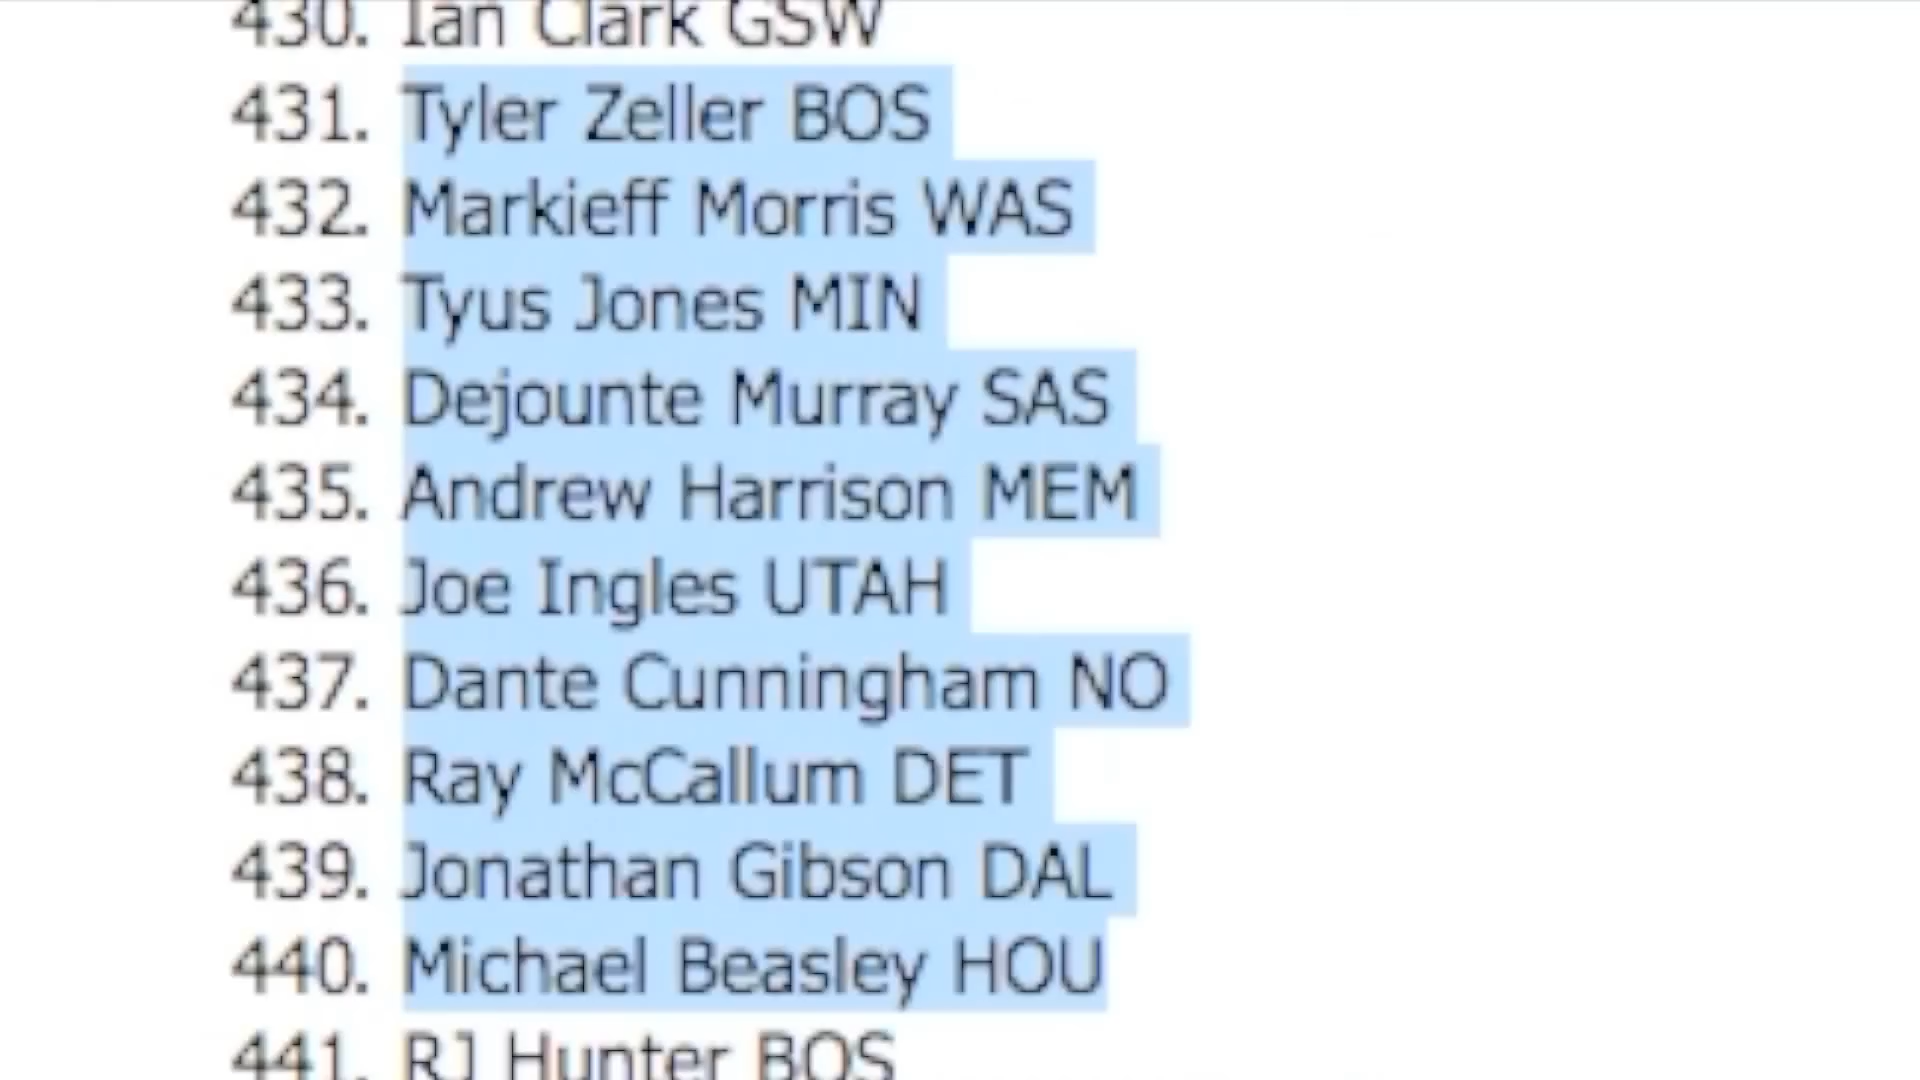 430. Ian Clark GSW
431. Tyler Zeller BOS
432. Markieff Morris WAS
433. Tyus Jones MIN
434. Dejounte Murray SAS
435. Andrew Harrison MEM
436. Joe Ingles UTAH
437. Dante Cunningham NO
438. Ray McCallum DET
439. Jonathan Gibson DAL
440. Michael Beasley HOU
441. RJ Hunter BOS